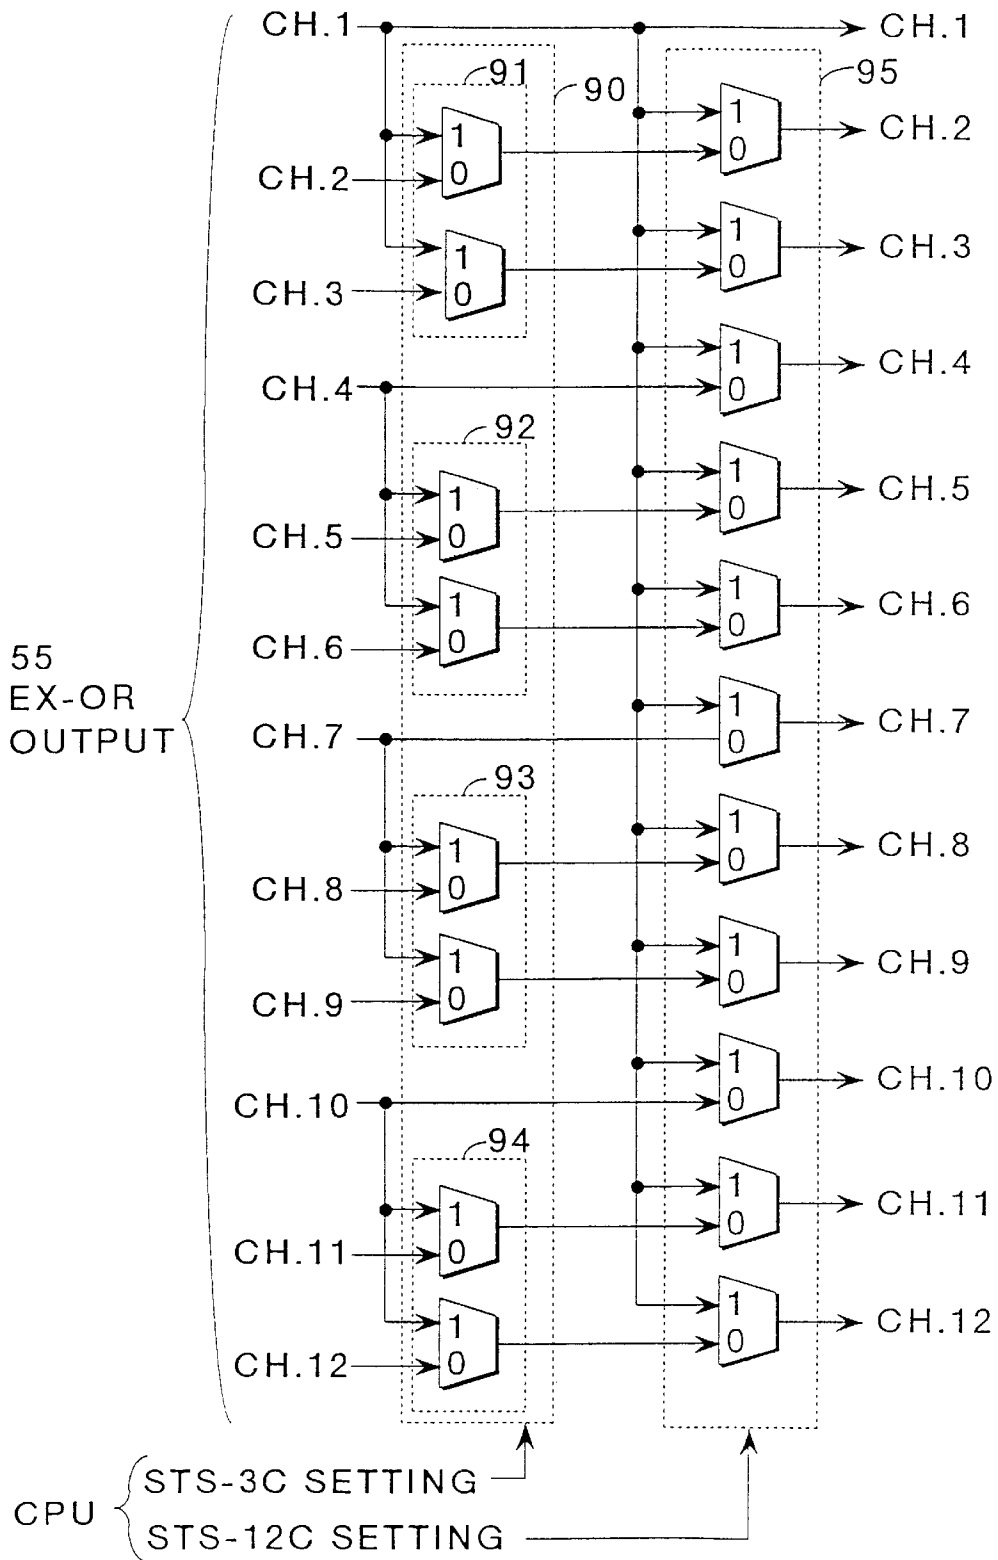 CH.1 CH.1
91 90 95
1
0
CH.2
1
0
CH.2
1
0
CH.3
1
0
CH.3
CH.4
1
0
CH.4
92
1
0
CH.5
1
0
CH.5
1
0
CH.6
1
0
CH.6
55
EX-OR
OUTPUT
CH.7
1
0
CH.7
93
1
0
CH.8
1
0
CH.8
1
0
CH.9
1
0
CH.9
CH.10
1
0
CH.10
94
1
0
CH.11
1
0
CH.11
1
0
CH.12
1
0
CH.12
CPU
STS-3C SETTING
STS-12C SETTING